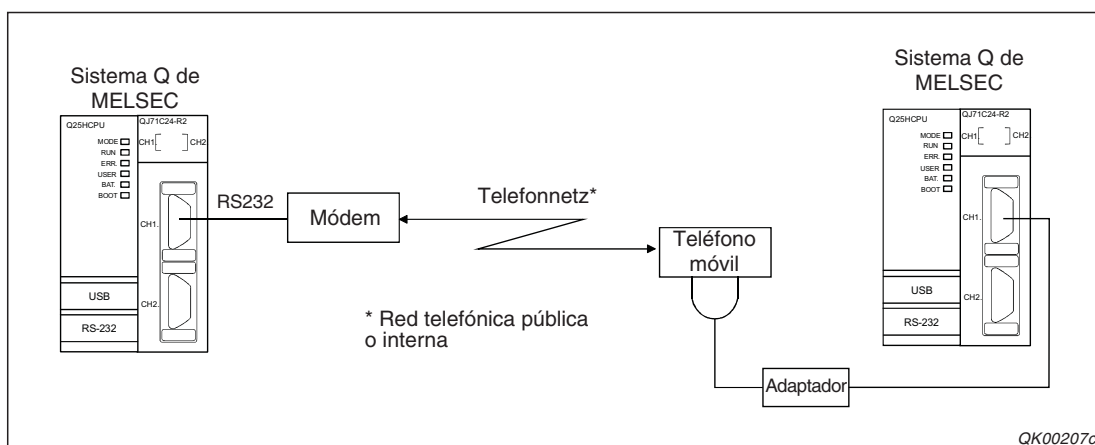 Sistema Q de
MELSEC
Q25HCPU
QJ71C24-R2
MODE
RUN
ERR.
USER
BAT.
BOOT
CH1.
CH2
CH1.
CH2.
USB
RS-232
RS232
Módem
Telefonnetz*
* Red telefónica pública
o interna
Teléfono
móvil
Adaptador
Sistema Q de
MELSEC
Q25HCPU
QJ71C24-R2
MODE
RUN
ERR.
USER
BAT.
BOOT
CH1.
CH2
CH1.
CH2.
USB
RS-232
QK00207c